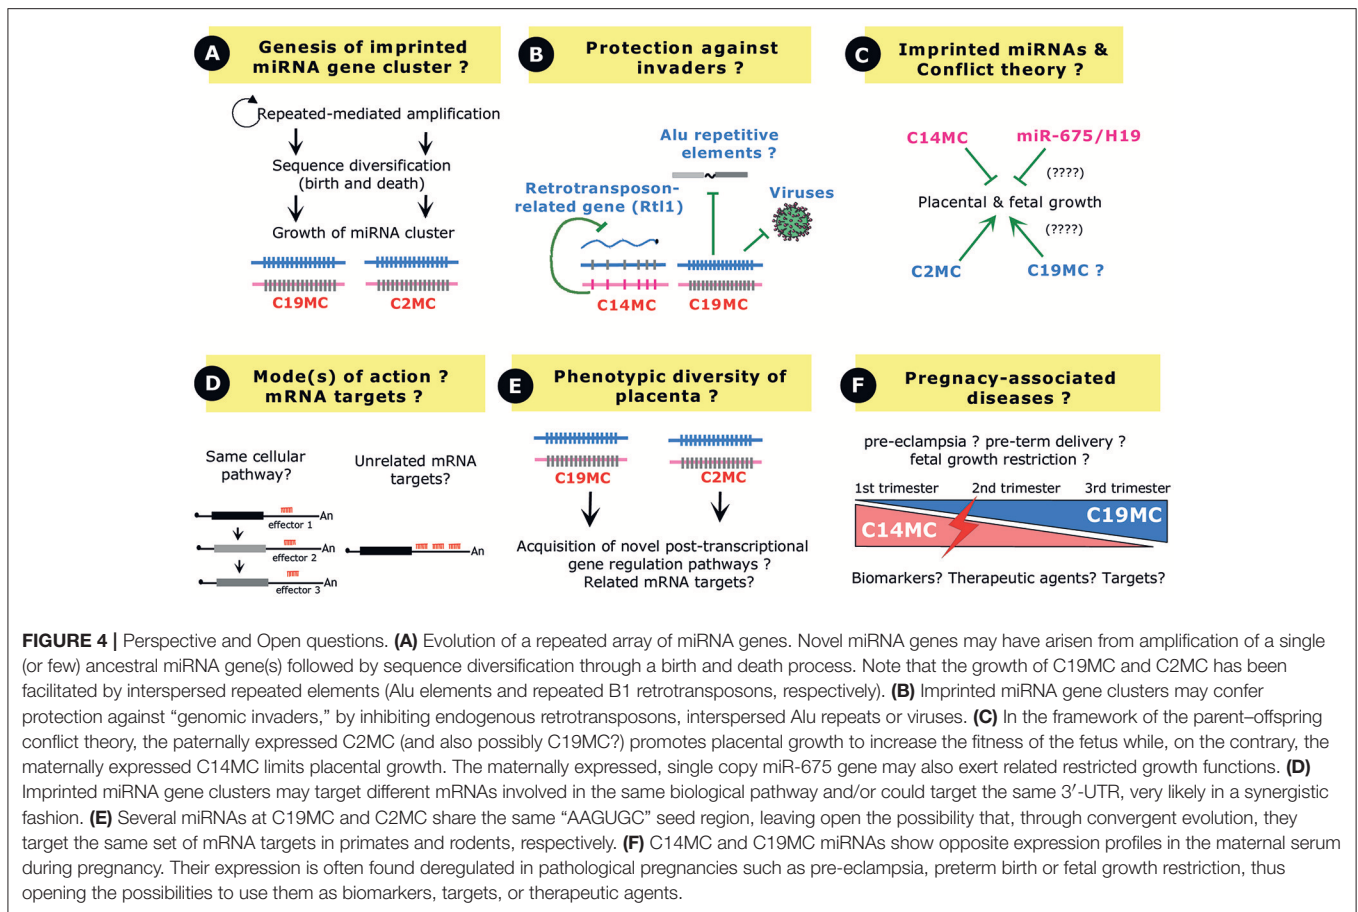 A
Genesis of imprinted
miRNA gene cluster ?
Repeated-mediated amplification
Sequence diversification
(birth and death)
Growth of miRNA cluster
C19MC
C2MC
B
Protection against
invaders ?
Alu repetitive
elements ?
Retrotransposon-
related gene (Rtl1)
Viruses
C14MC
C19MC
C
Imprinted miRNAs &
Conflict theory ?
C14MC
miR-675/H19
(????)
Placental & fetal growth
(????)
C2MC
C19MC ?
D
Mode(s) of action ?
mRNA targets ?
Same cellular
pathway?
Unrelated mRNA
targets?
An
effector 1
An
effector 2
An
effector 3
An
E
Phenotypic diversity of
placenta ?
C19MC
C2MC
Acquisition of novel post-transcriptional
gene regulation pathways ?
Related mRNA targets?
F
Pregnacy-associated
diseases ?
pre-eclampsia ? pre-term delivery ?
fetal growth restriction ?
1st trimester 2nd trimester 3rd trimester
C19MC
C14MC
Biomarkers? Therapeutic agents? Targets?
FIGURE 4 | Perspective and Open questions. (A) Evolution of a repeated array of miRNA genes. Novel miRNA genes may have arisen from amplification of a single
(or few) ancestral miRNA gene(s) followed by sequence diversification through a birth and death process. Note that the growth of C19MC and C2MC has been
facilitated by interspersed repeated elements (Alu elements and repeated B1 retrotransposons, respectively). (B) Imprinted miRNA gene clusters may confer
protection against “genomic invaders,” by inhibiting endogenous retrotransposons, interspersed Alu repeats or viruses. (C) In the framework of the parent–offspring
conflict theory, the paternally expressed C2MC (and also possibly C19MC?) promotes placental growth to increase the fitness of the fetus while, on the contrary, the
maternally expressed C14MC limits placental growth. The maternally expressed, single copy miR-675 gene may also exert related restricted growth functions. (D)
Imprinted miRNA gene clusters may target different mRNAs involved in the same biological pathway and/or could target the same 3′-UTR, very likely in a synergistic
fashion. (E) Several miRNAs at C19MC and C2MC share the same “AAGUGC” seed region, leaving open the possibility that, through convergent evolution, they
target the same set of mRNA targets in primates and rodents, respectively. (F) C14MC and C19MC miRNAs show opposite expression profiles in the maternal serum
during pregnancy. Their expression is often found deregulated in pathological pregnancies such as pre-eclampsia, preterm birth or fetal growth restriction, thus
opening the possibilities to use them as biomarkers, targets, or therapeutic agents.